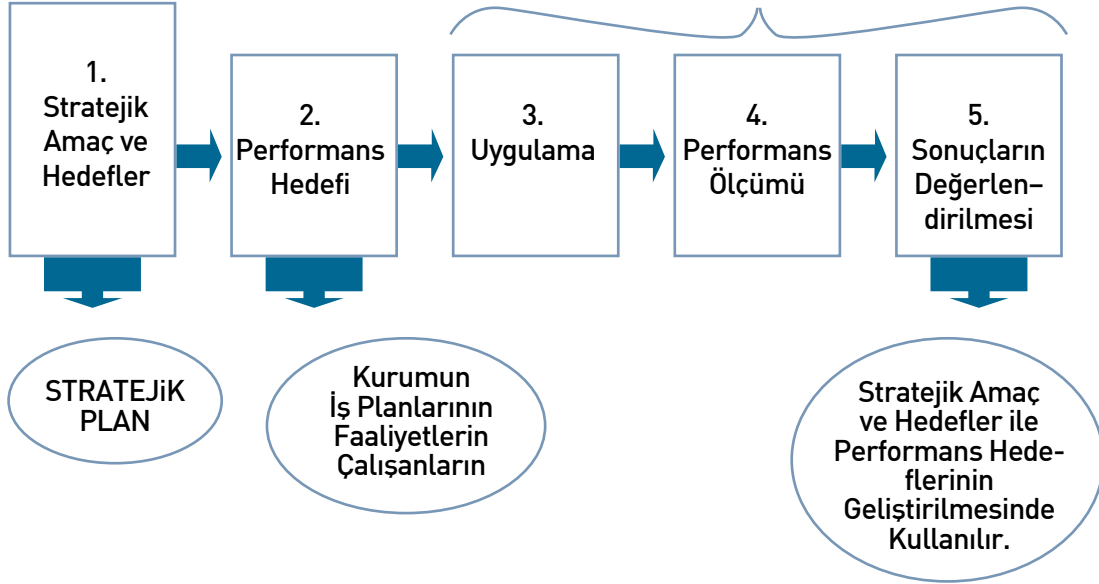 1.
Stratejik
Amaç ve
Hedefler
2.
Performans
Hedefi
3.
Uygulama
4.
Performans
Ölçümü
5.
Sonuçların
Değerlen–
dirilmesi
STRATEJiK
PLAN
Kurumun
İş Planlarının
Faaliyetlerin
Çalışanların
Stratejik Amaç
ve Hedefler ile
Performans Hede-
flerinin
Geliştirilmesinde
Kullanılır.